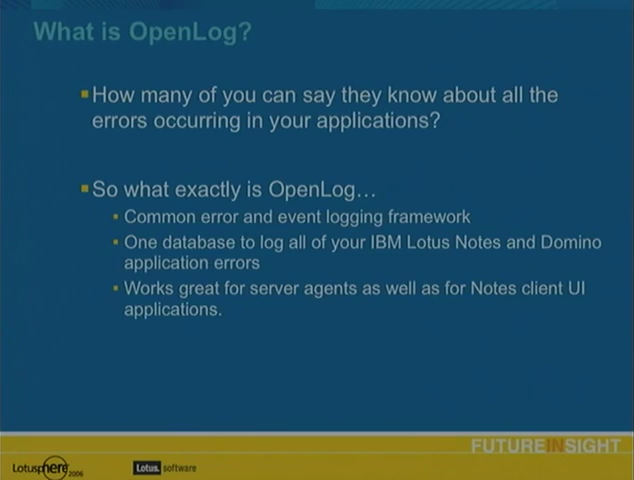 What is OpenLog?
▪How many of you can say they know about all the
errors occurring in your applications?
▪So what exactly is OpenLog…
▪ Common error and event logging framework
▪ One database to log all of your IBM Lotus Notes and Domino
application errors
▪ Works great for server agents as well as for Notes client UI
applications.
FUTUREINSIGHT
Lotusphere 2006
Lotus. software